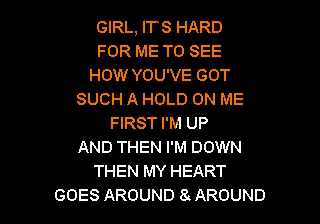 GIRL, IT`S HARD
FOR ME TO SEE
HOW YOU'VE GOT
SUCH A HOLD ON ME
FIRST I'M UP
AND THEN I'M DOWN
THEN MY HEART
GOES AROUND & AROUND